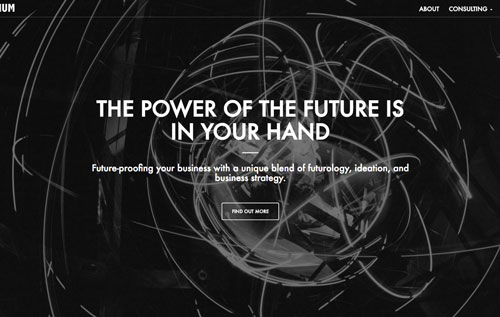 IUM
ABOUT CONSULTING
THE POWER OF THE FUTURE IS
IN YOUR HAND
Future-proofing your business with a unique blend of futurology, ideation, and
business strategy.
FIND OUT MORE